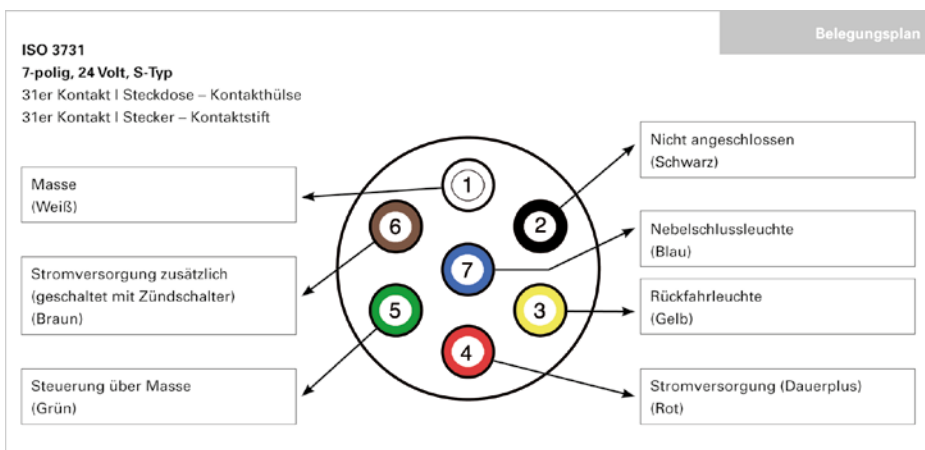 Belegungsplan
ISO 3731
7-polig, 24 Volt, S-Typ
31er Kontakt I Steckdose – Kontakthülse
31er Kontakt I Stecker – Kontaktstift
Masse
(Weiß)
Stromversorgung zusätzlich
(geschaltet mit Zündschalter)
(Braun)
Steuerung über Masse
(Grün)
1
2
3
4
5
6
7
Nicht angeschlossen
(Schwarz)
Nebelschlussleuchte
(Blau)
Rückfahrleuchte
(Gelb)
Stromversorgung (Dauerplus)
(Rot)